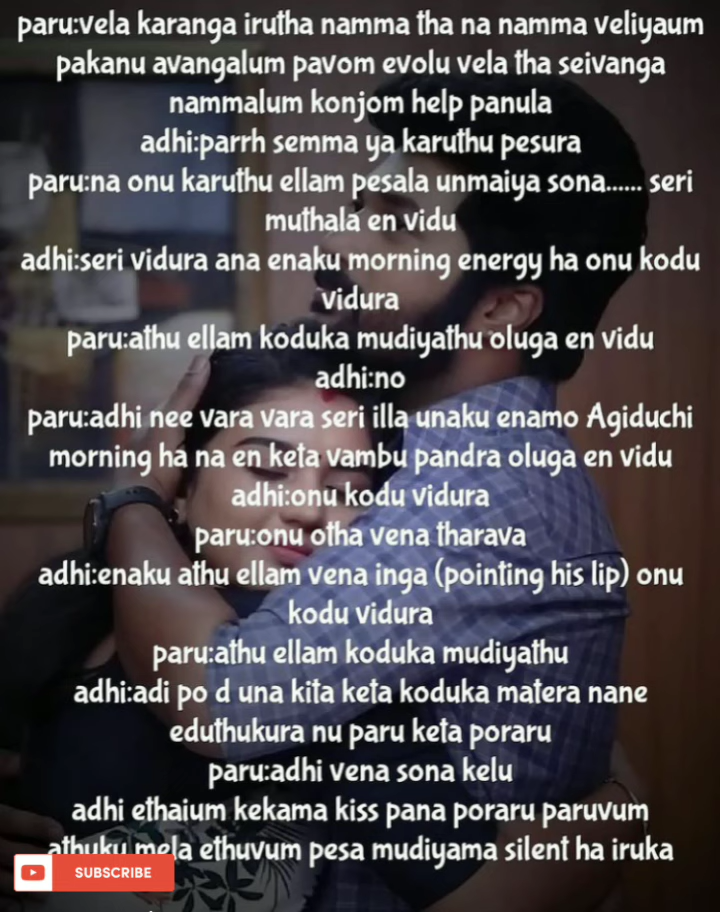 paru:vela karanga irutha namma tha na namma veliyaum
pakanu avangalum pavom evolu vela tha seivanga
nammalum konjom help panula
adhi:parrh semma ya karuthu pesura
paru:na onu karuthu ellam pesala unmaiya sona...... seri
muthala en vidu
adhi:seri vidura ana enaku morning energy ha onu kodu
vidura
paru:athu ellam koduka mudiyathu oluga en vidu
adhi:no
paru:adhi nee vara vara seri illa unaku enamo Agiduchi
morning ha na en keta vambu pandra oluga en vidu
adhi:onu kodu vidura
paru:onu otha vena tharava
adhi:enaku athu ellam vena inga (pointing his lip) onu
kodu vidura
paru:athu ellam koduka mudiyathu
adhi:adi po d una kita keta koduka matera nane
eduthukura nu paru keta poraru
paru:adhi vena sona kelu
adhi ethaium kekama kiss pana poraru paruvum
athuku mela ethuvum pesa mudiyama silent ha iruka
SUBSCRIBE